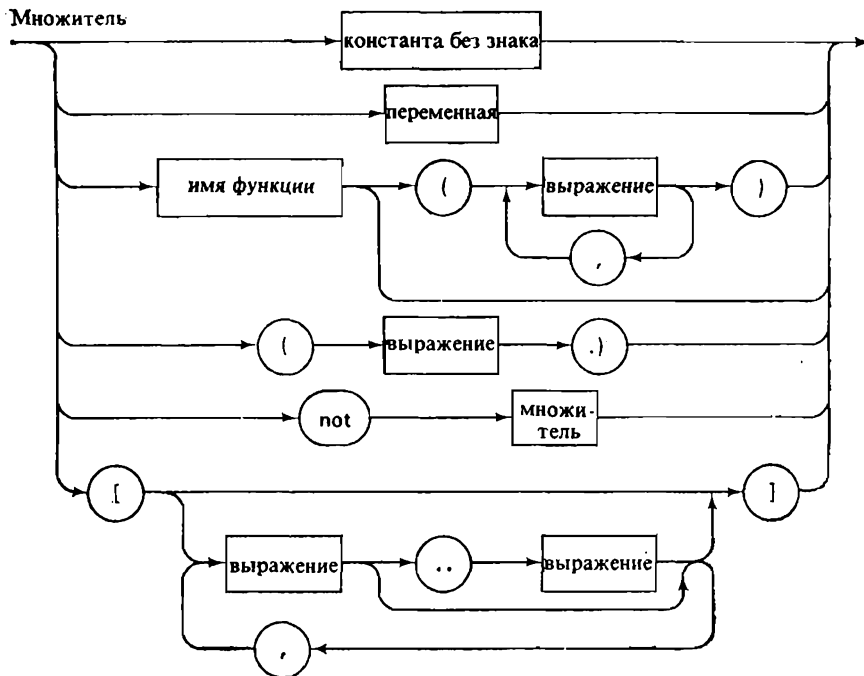 Множитель
константа без знака
переменная
имя функции ( выражение )
,
( выражение .)
not множи-
тель
[ ]
выражение .. выражение
,